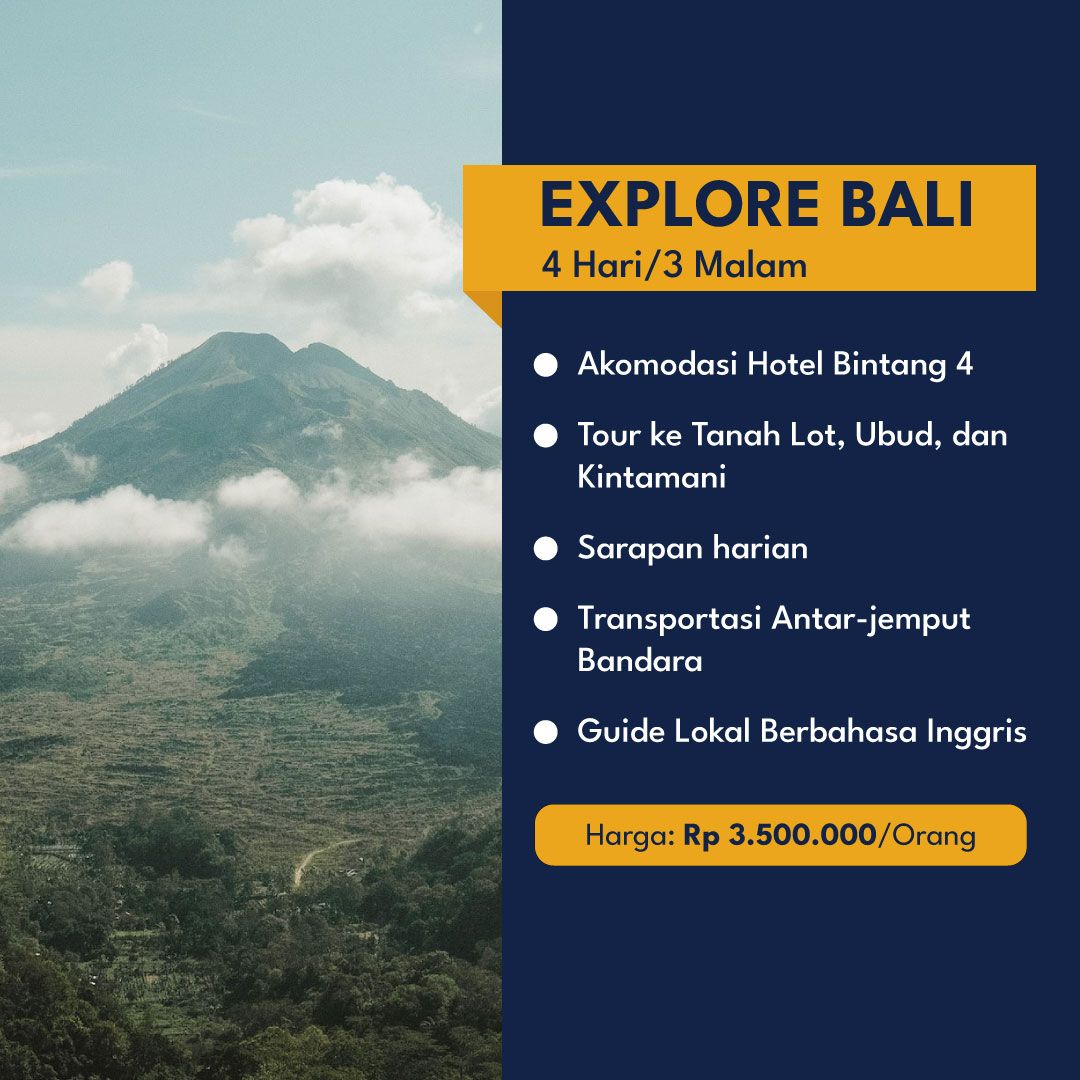 EXPLORE BALI
4 Hari/3 Malam
Akomodasi Hotel Bintang 4
Tour ke Tanah Lot, Ubud, dan
Kintamani
Sarapan harian
Transportasi Antar-jemput
Bandara
Guide Lokal Berbahasa Inggris
Harga: Rp 3.500.000/Orang